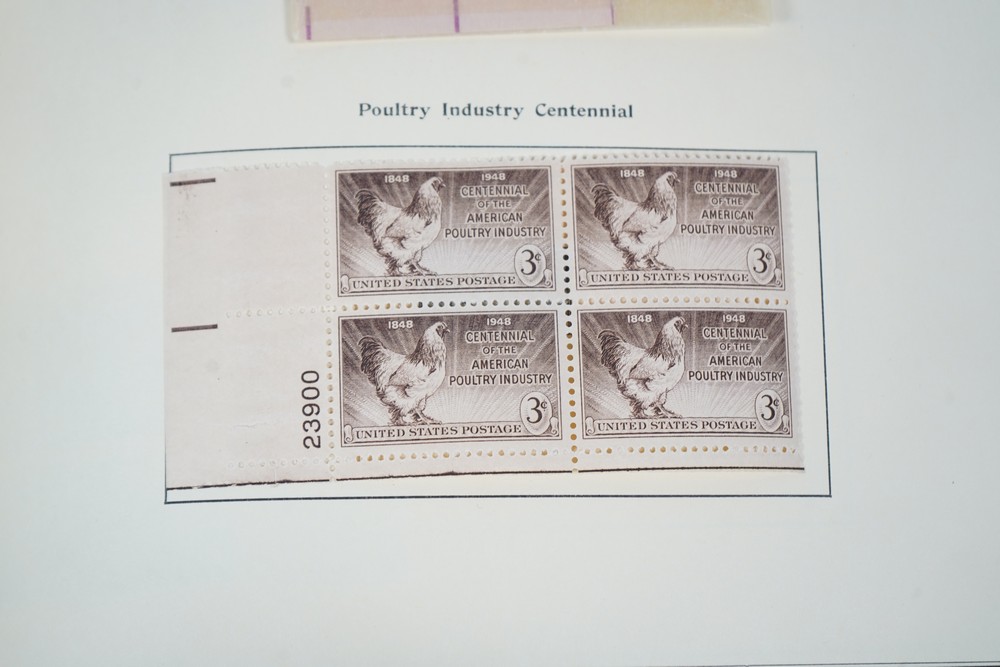 Poultry Industry Centennial
1848 1948
CENTENNIAL
OF THE
AMERICAN
POULTRY INDUSTRY
3¢
UNITED STATES POSTAGE
1848 1948
CENTENNIAL
OF THE
AMERICAN
POULTRY INDUSTRY
3¢
UNITED STATES POSTAGE
1848 1948
CENTENNIAL
OF THE
AMERICAN
POULTRY INDUSTRY
3¢
UNITED STATES POSTAGE
1848 1948
CENTENNIAL
OF THE
AMERICAN
POULTRY INDUSTRY
3¢
UNITED STATES POSTAGE
23900